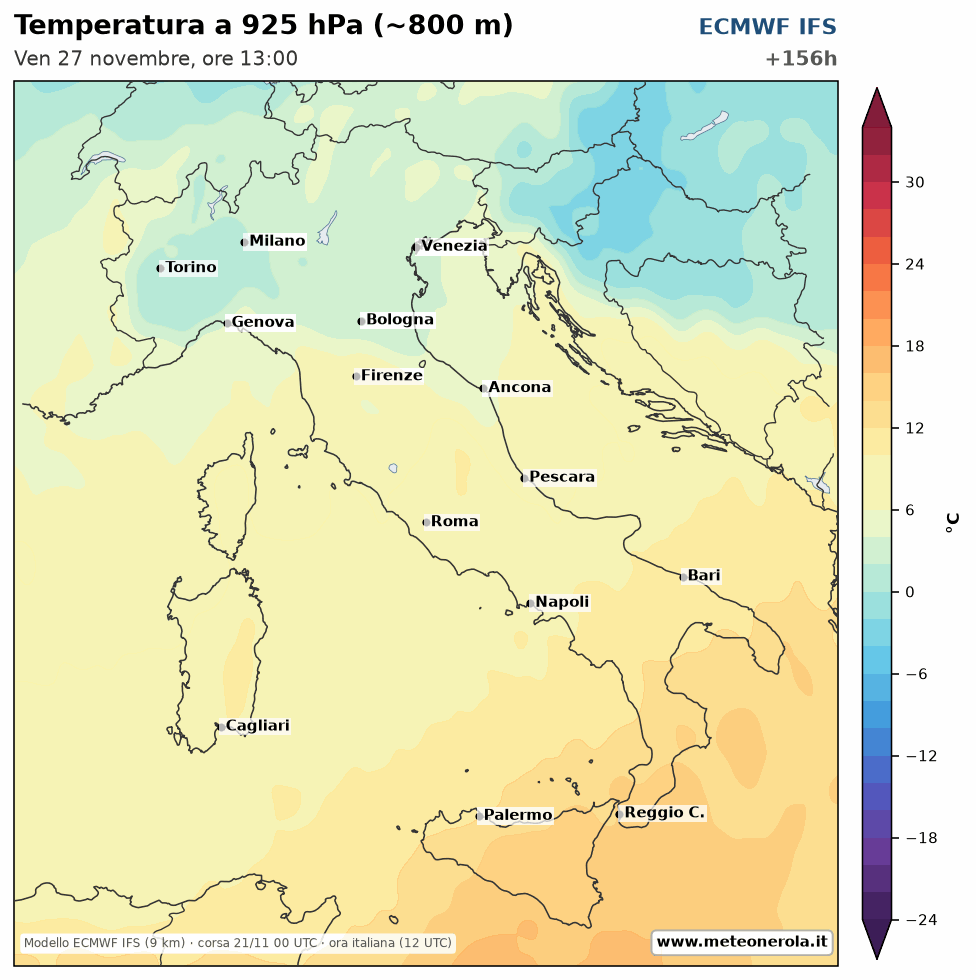 Temperatura a 925 hPa (~800 m)
ECMWF IFS
Ven 27 novembre, ore 13:00
+156h
Milano
Venezia
Torino
Genova
Bologna
Firenze
Ancona
Pescara
Roma
Bari
Napoli
Cagliari
Palermo
Reggio C.
30
24
18
12
6
0
−6
−12
−18
−24
°C
Modello ECMWF IFS (9 km) · corsa 21/11 00 UTC · ora italiana (12 UTC)
www.meteonerola.it